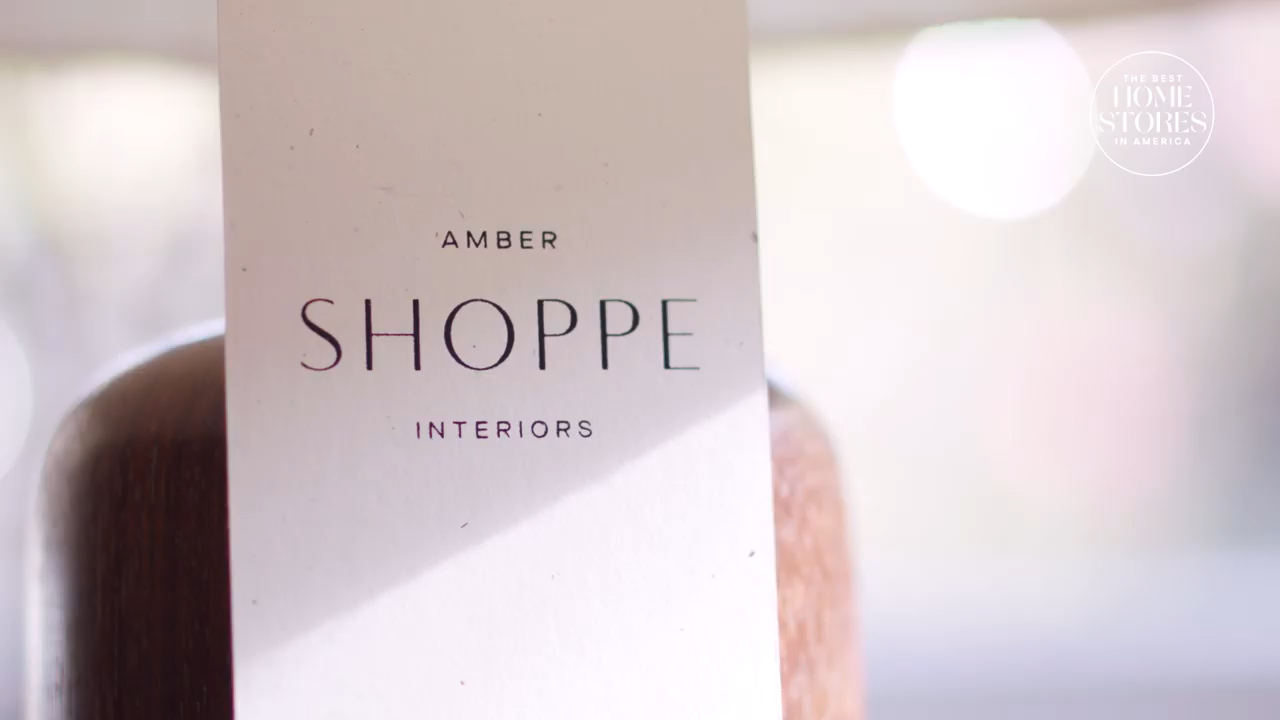 AMBER
SHOPPE
INTERIORS
THE BEST
HOME
STORES
IN AMERICA